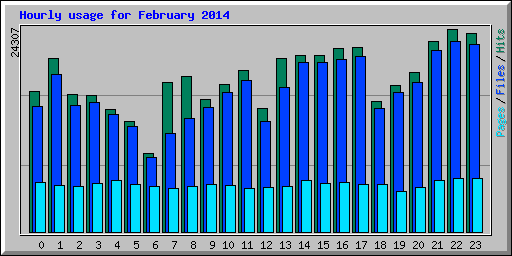 Hourly usage for February 2014
24307
Pages/Files/Hits
0 1 2 3 4 5 6 7 8 9 10 11 12 13 14 15 16 17 18 19 20 21 22 23